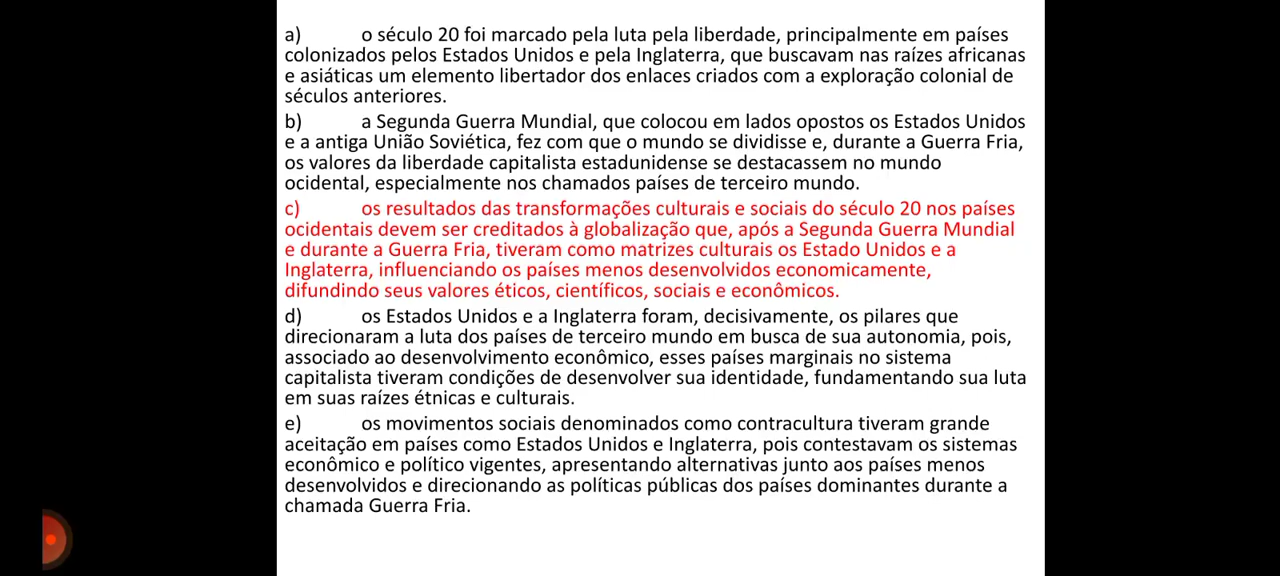 a) o século 20 foi marcado pela luta pela liberdade, principalmente em países
colonizados pelos Estados Unidos e pela Inglaterra, que buscavam nas raízes africanas
e asiáticas um elemento libertador dos enlaces criados com a exploração colonial de
séculos anteriores.
b) a Segunda Guerra Mundial, que colocou em lados opostos os Estados Unidos
e a antiga União Soviética, fez com que o mundo se dividisse e, durante a Guerra Fria,
os valores da liberdade capitalista estadunidense se destacassem no mundo
ocidental, especialmente nos chamados países de terceiro mundo.
c) os resultados das transformações culturais e sociais do século 20 nos países
ocidentais devem ser creditados à globalização que, após a Segunda Guerra Mundial
e durante a Guerra Fria, tiveram como matrizes culturais os Estado Unidos e a
Inglaterra, influenciando os países menos desenvolvidos economicamente,
difundindo seus valores éticos, científicos, sociais e econômicos.
d) os Estados Unidos e a Inglaterra foram, decisivamente, os pilares que
direcionaram a luta dos países de terceiro mundo em busca de sua autonomia, pois,
associado ao desenvolvimento econômico, esses países marginais no sistema
capitalista tiveram condições de desenvolver sua identidade, fundamentando sua luta
em suas raízes étnicas e culturais.
e) os movimentos sociais denominados como contracultura tiveram grande
aceitação em países como Estados Unidos e Inglaterra, pois contestavam os sistemas
econômico e político vigentes, apresentando alternativas junto aos países menos
desenvolvidos e direcionando as políticas públicas dos países dominantes durante a
chamada Guerra Fria.